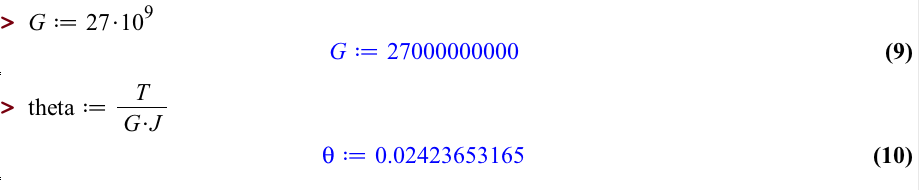 > G := 27·10^9
G := 27000000000 (9)
> theta := T/(G·J)
θ := 0.02423653165 (10)